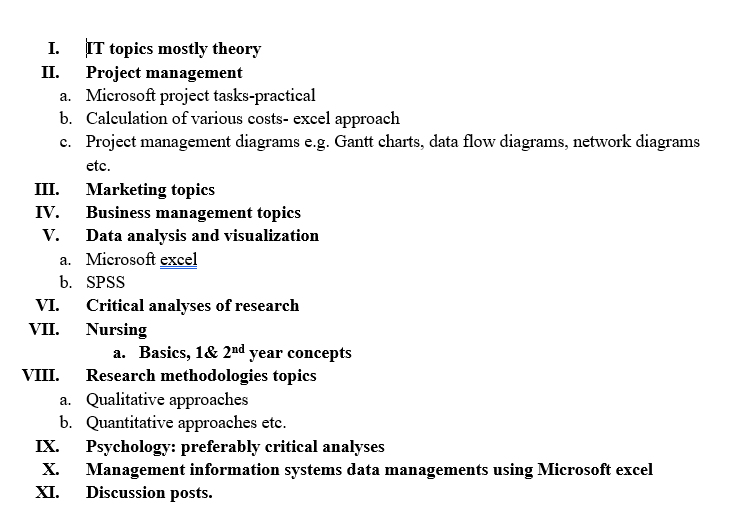 I. IT topics mostly theory
II. Project management
a. Microsoft project tasks-practical
b. Calculation of various costs- excel approach
c. Project management diagrams e.g. Gantt charts, data flow diagrams, network diagrams
etc.
III. Marketing topics
IV. Business management topics
V. Data analysis and visualization
a. Microsoft excel
b. SPSS
VI. Critical analyses of research
VII. Nursing
a. Basics, 1& 2nd year concepts
VIII. Research methodologies topics
a. Qualitative approaches
b. Quantitative approaches etc.
IX. Psychology: preferably critical analyses
X. Management information systems data managements using Microsoft excel
XI. Discussion posts.